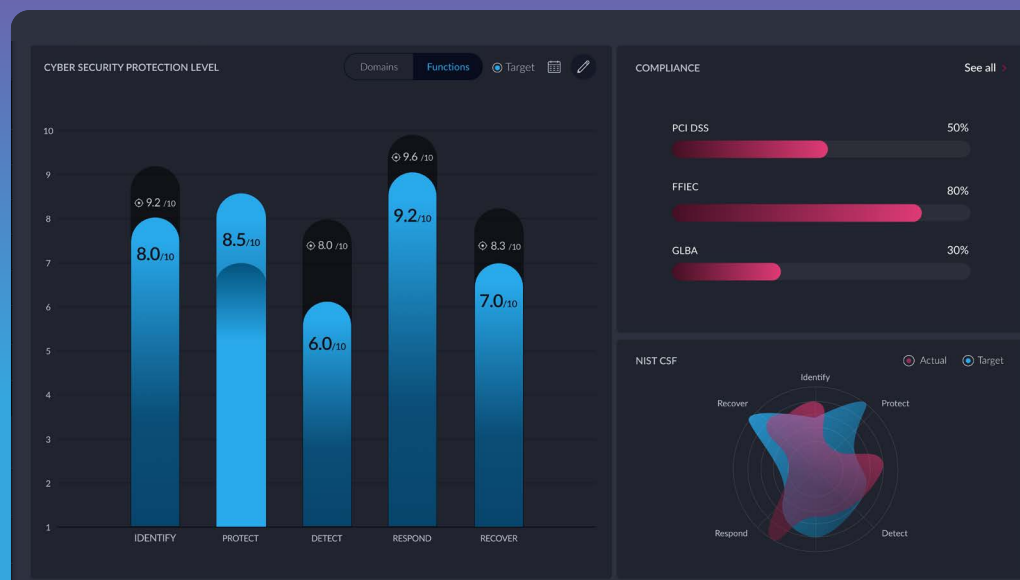 CYBER SECURITY PROTECTION LEVEL
Domains
Functions
Target
10
9
8
7
6
5
4
3
2
1
9.2 /10
8.0/10
8.5/10
8.0 /10
6.0/10
9.6 /10
9.2/10
8.3 /10
7.0/10
IDENTIFY
PROTECT
DETECT
RESPOND
RECOVER
COMPLIANCE
See all >
PCI DSS
50%
FFIEC
80%
GLBA
30%
NIST CSF
Actual
Target
Identify
Recover
Protect
Respond
Detect